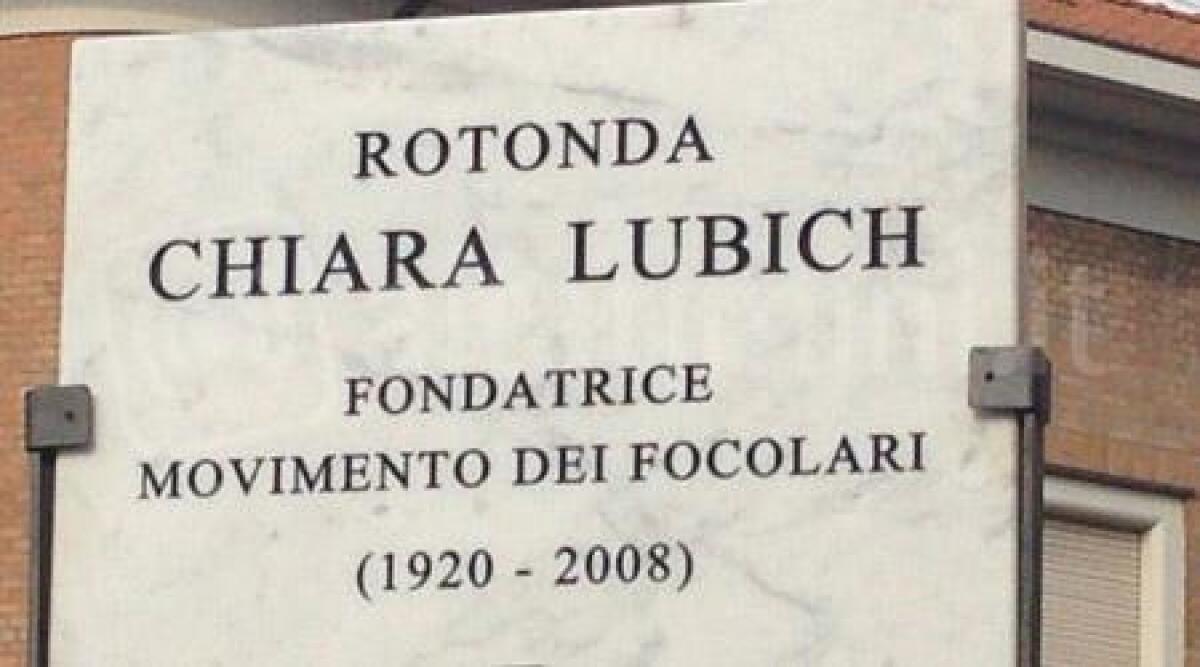 ROTONDA
CHIARA LUBICH
FONDATRICE
MOVIMENTO DEI FOCOLARI
(1920 - 2008)